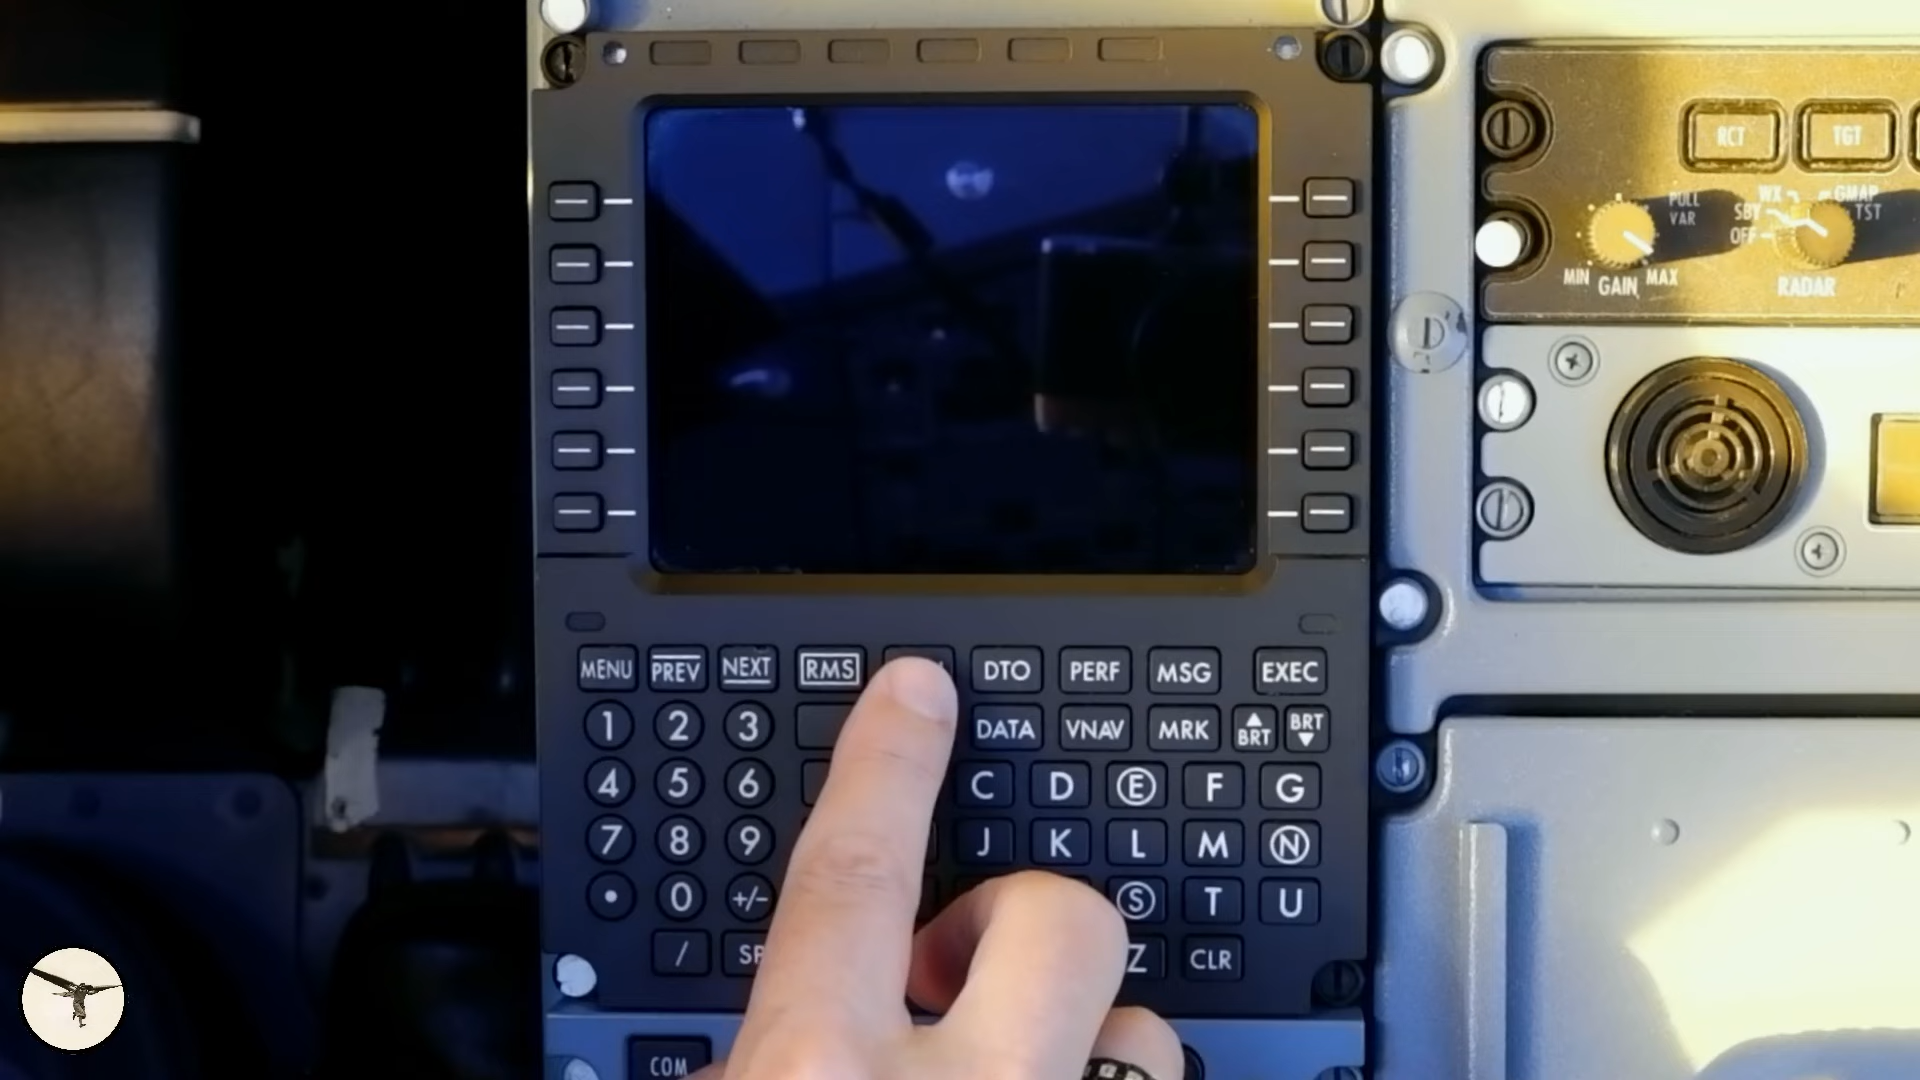 RCT TGT
PULL
VAR
WX GMAP
SBY TST
OFF
MIN MAX
GAIN RADAR
MENU PREV NEXT RMS DTO PERF MSG EXEC
1 2 3 DATA VNAV MRK BRT BRT
4 5 6 C D E F G
7 8 9 J K L M N
• 0 +/- S T U
/ SP Z CLR
COM